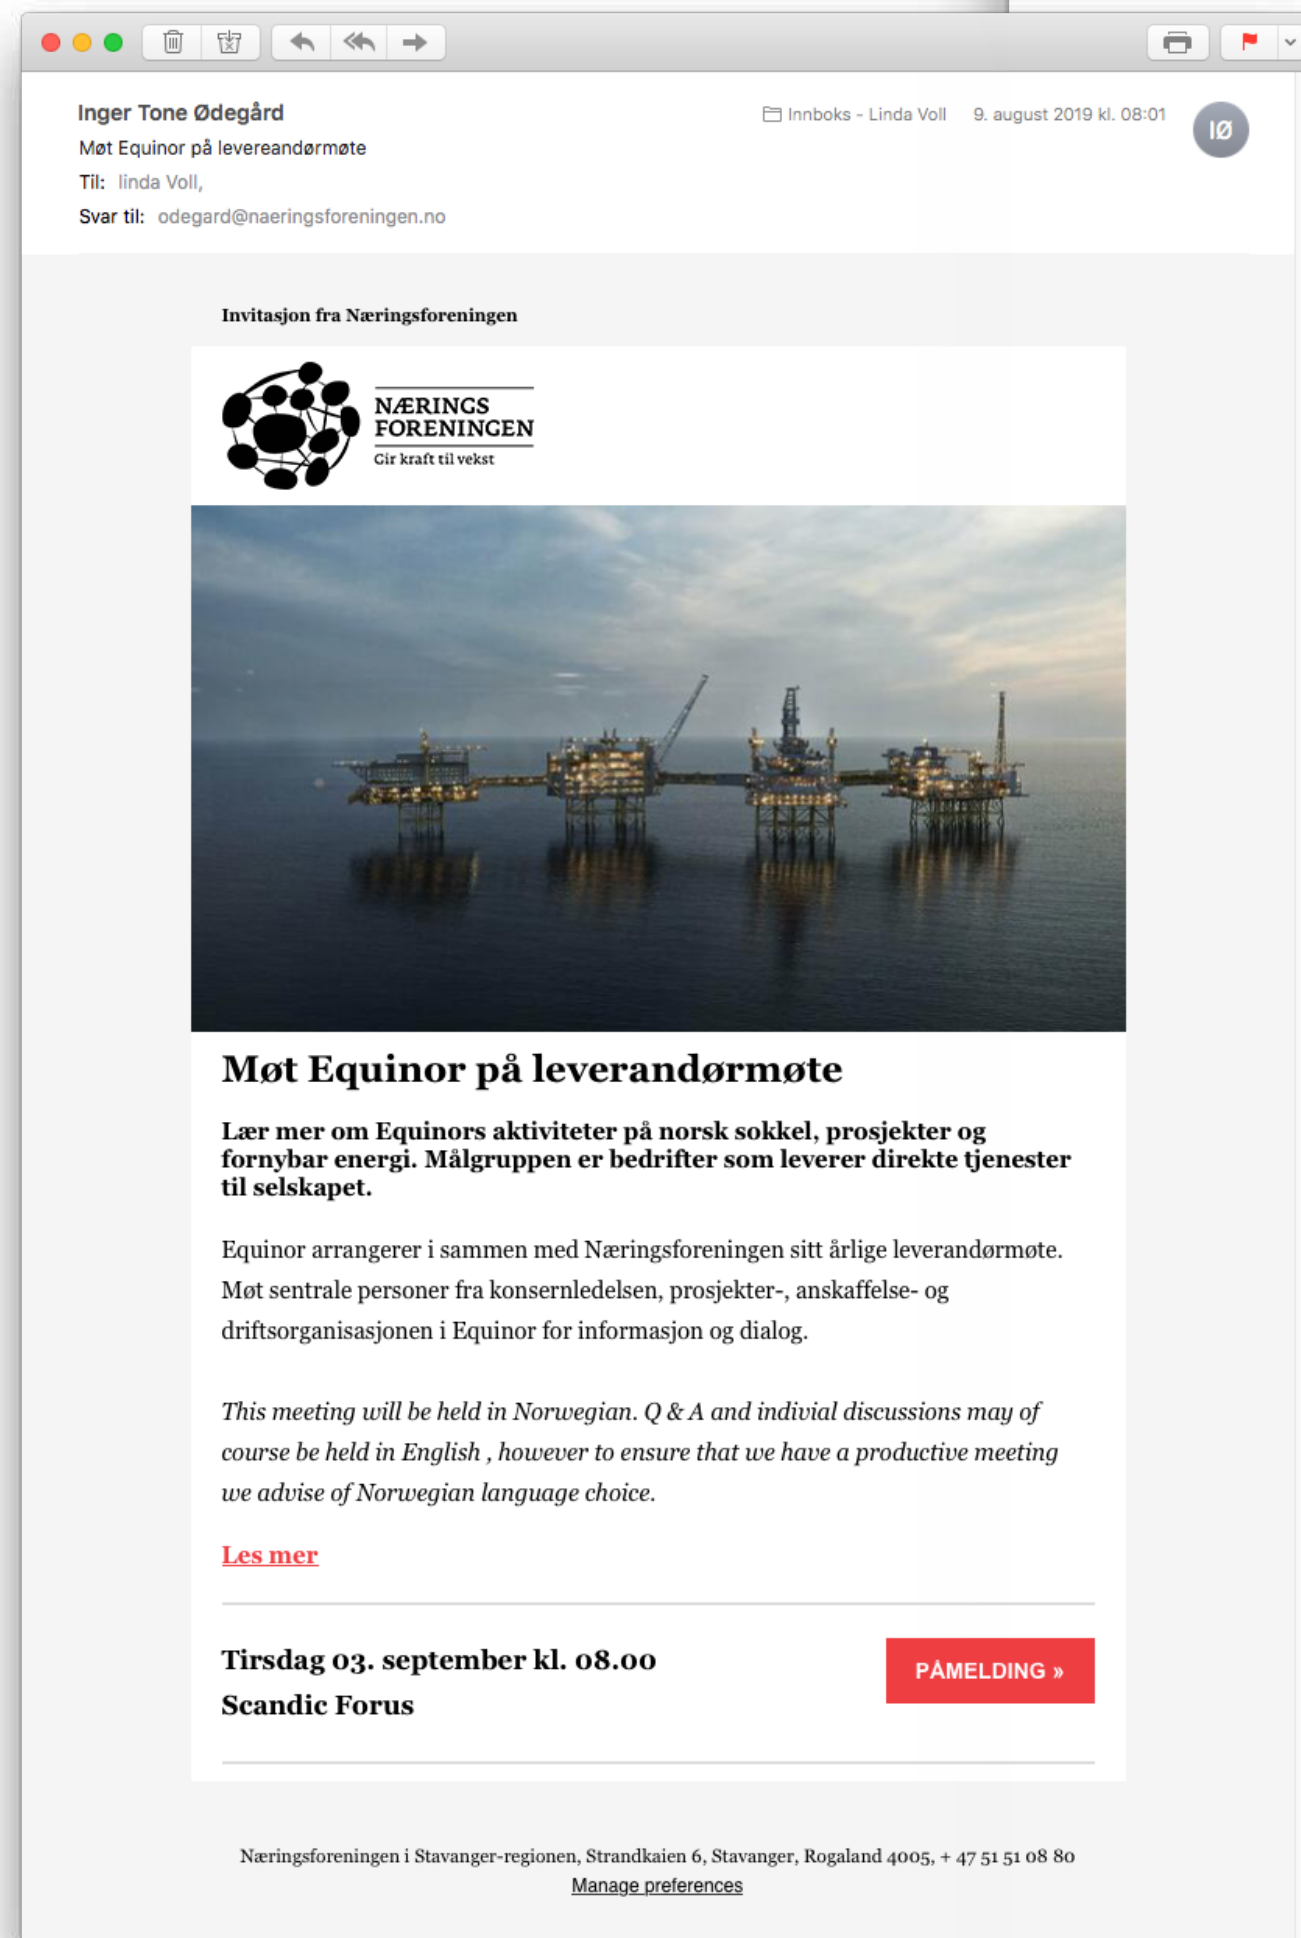 Inger Tone Ødegård
Innboks - Linda Voll 9. august 2019 kl. 08:01
IØ
Møt Equinor på levereandørmøte
Til: linda Voll,
Svar til: odegard@naeringsforeningen.no
Invitasjon fra Næringsforeningen
NÆRINGS
FORENINGEN
Gir kraft til vekst
Møt Equinor på leverandørmøte
Lær mer om Equinors aktiviteter på norsk sokkel, prosjekter og
fornybar energi. Målgruppen er bedrifter som leverer direkte tjenester
til selskapet.
Equinor arrangerer i sammen med Næringsforeningen sitt årlige leverandørmøte.
Møt sentrale personer fra konsernledelsen, prosjekter-, anskaffelse- og
driftsorganisasjonen i Equinor for informasjon og dialog.
This meeting will be held in Norwegian. Q & A and indivial discussions may of
course be held in English , however to ensure that we have a productive meeting
we advise of Norwegian language choice.
Les mer
Tirsdag 03. september kl. 08.00
Scandic Forus
PÅMELDING »
Næringsforeningen i Stavanger-regionen, Strandkaien 6, Stavanger, Rogaland 4005, + 47 51 51 08 80
Manage preferences